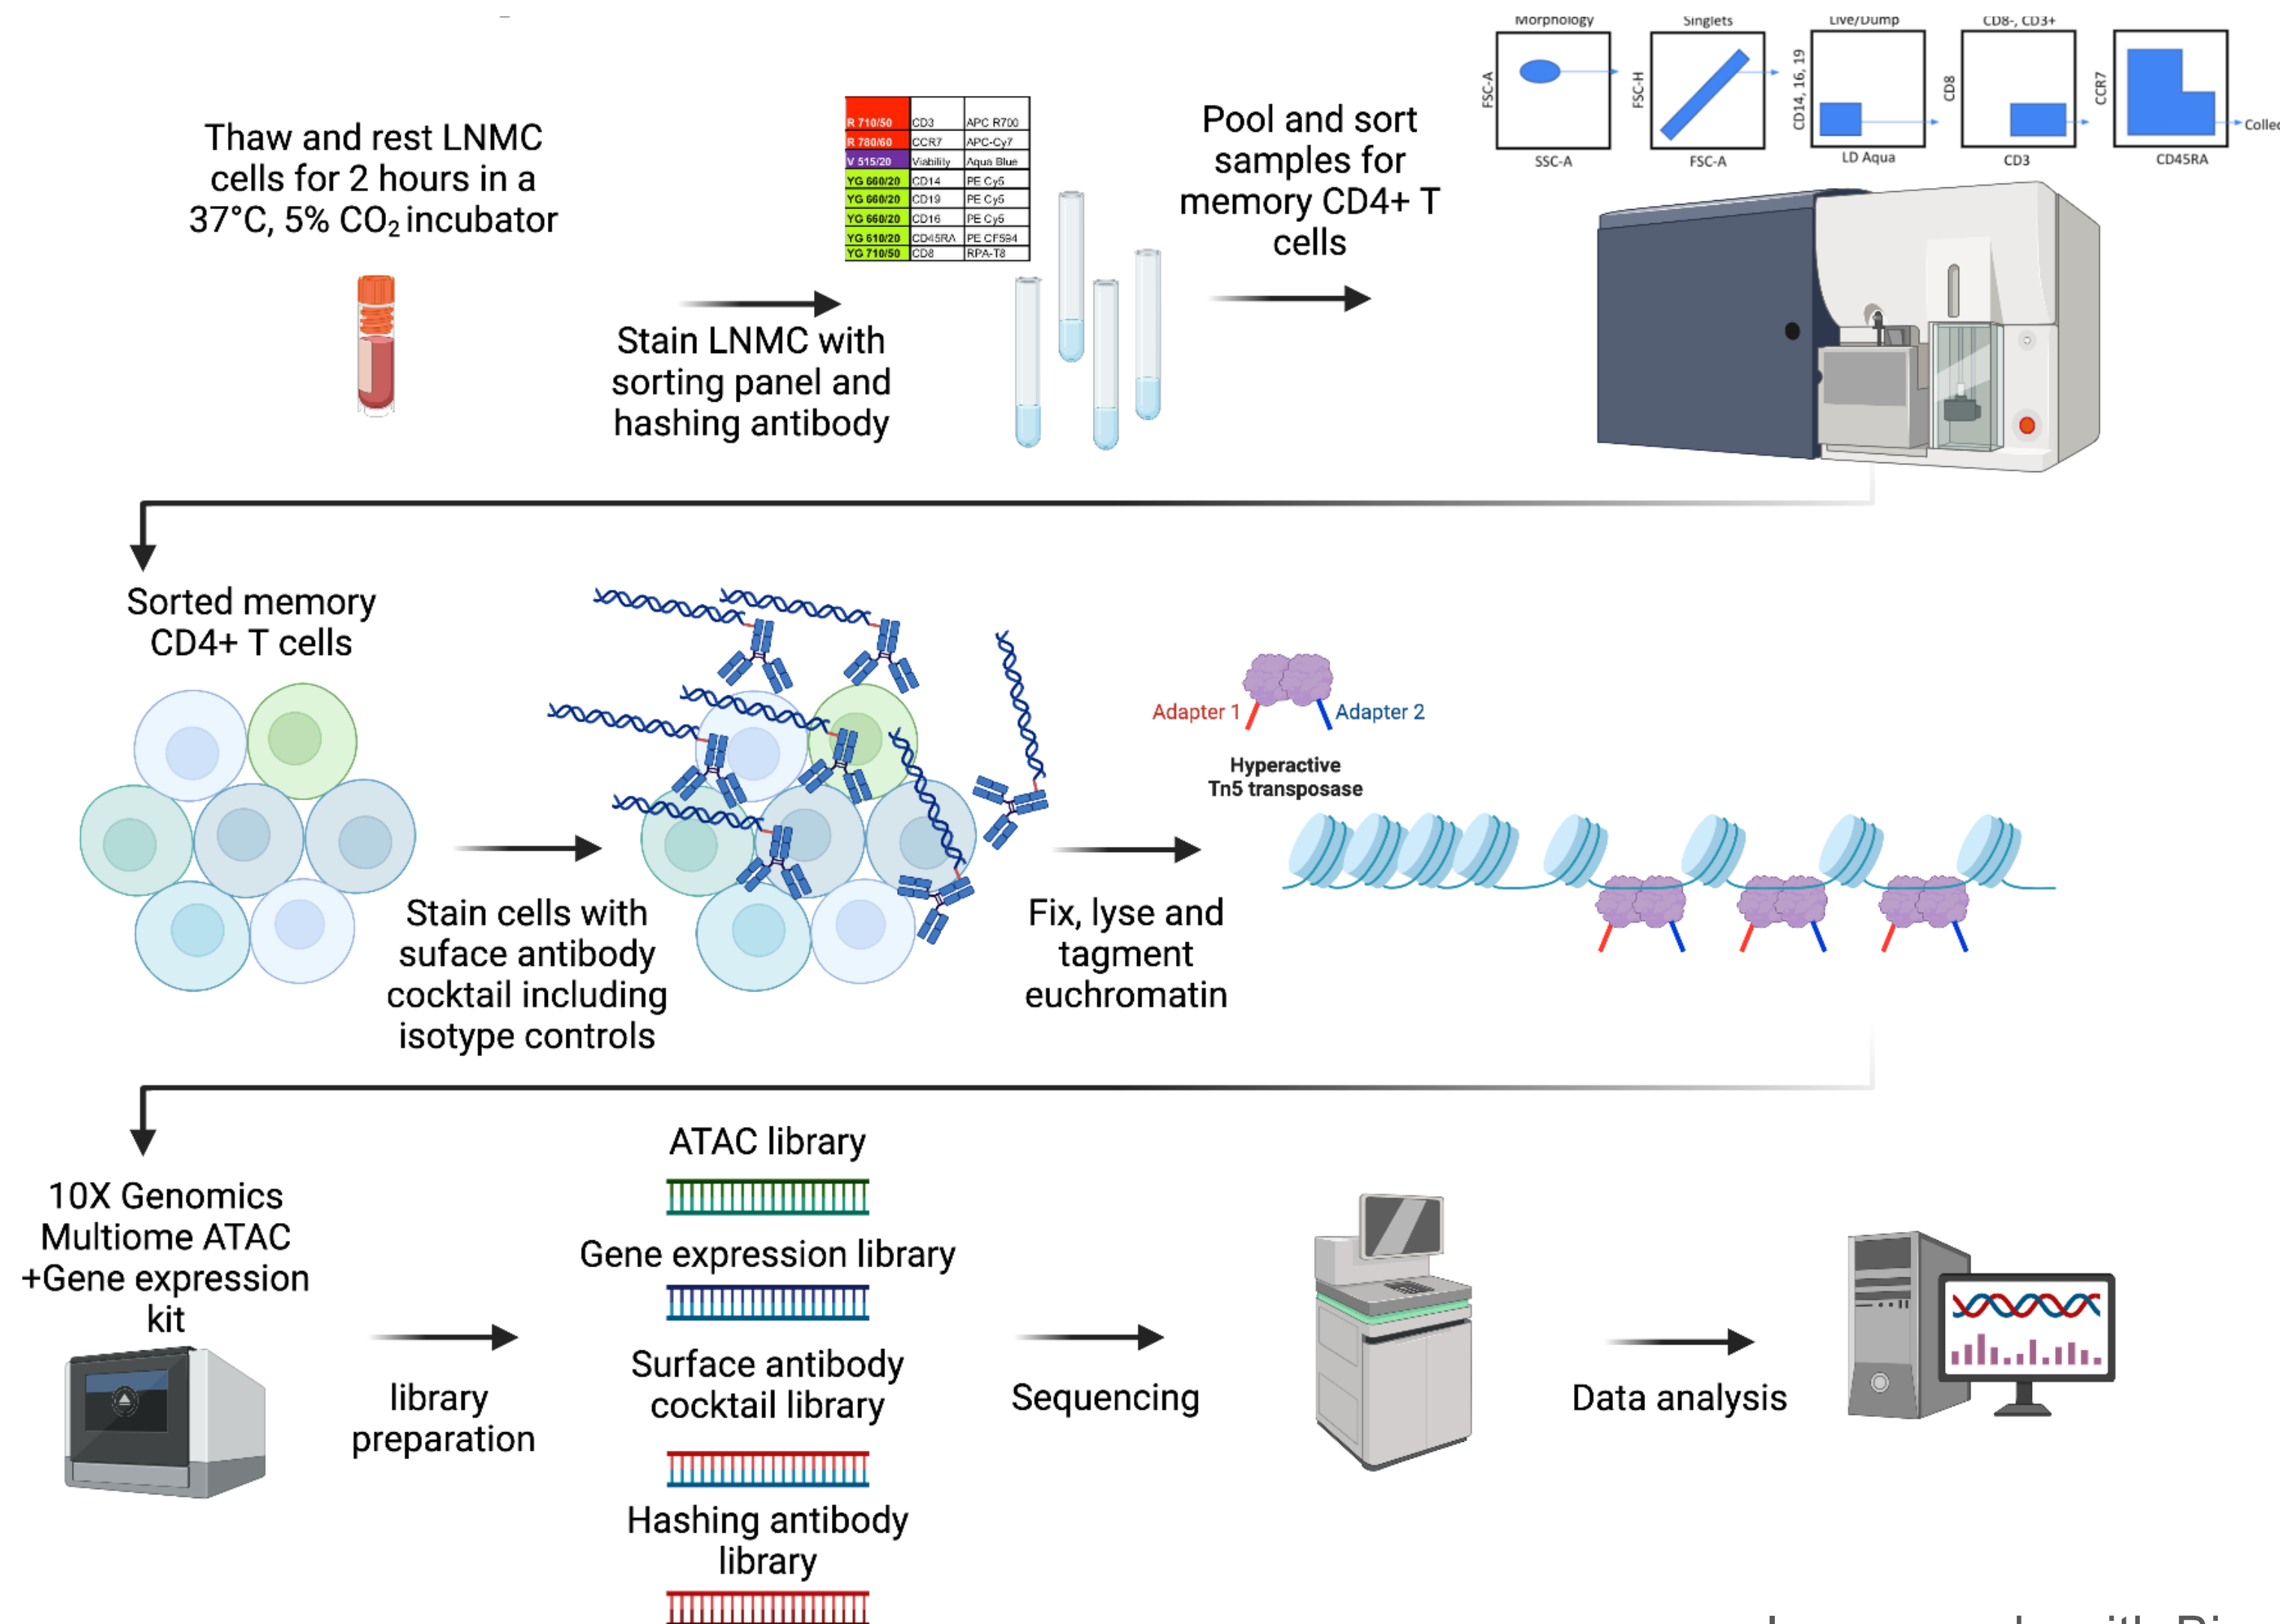 Thaw and rest LNMC
cells for 2 hours in a
37°C, 5% CO₂ incubator
R 710/50 CD3 APC R700
R 780/60 CCR7 APC-Cy7
V 515/20 Viability Aqua Blue
YG 660/20 CD14 PE Cy5
YG 660/20 CD19 PE Cy5
YG 660/20 CD16 PE Cy5
YG 610/20 CD45RA PE CF594
YG 710/50 CD8 RPA-T8
Stain LNMC with
sorting panel and
hashing antibody
Pool and sort
samples for
memory CD4+ T
cells
Morphology
FSC-A
SSC-A
Singlets
FSC-H
FSC-A
Live/Dump
CD14, 16, 19
LD Aqua
CD8-, CD3+
CD8
CD3
CCR7
CD45RA
Collec
Sorted memory
CD4+ T cells
Stain cells with
suface antibody
cocktail including
isotype controls
Adapter 1
Adapter 2
Hyperactive
Tn5 transposase
Fix, lyse and
tagment
euchromatin
10X Genomics
Multiome ATAC
+Gene expression
kit
library
preparation
ATAC library
Gene expression library
Surface antibody
cocktail library
Hashing antibody
library
Sequencing
Data analysis